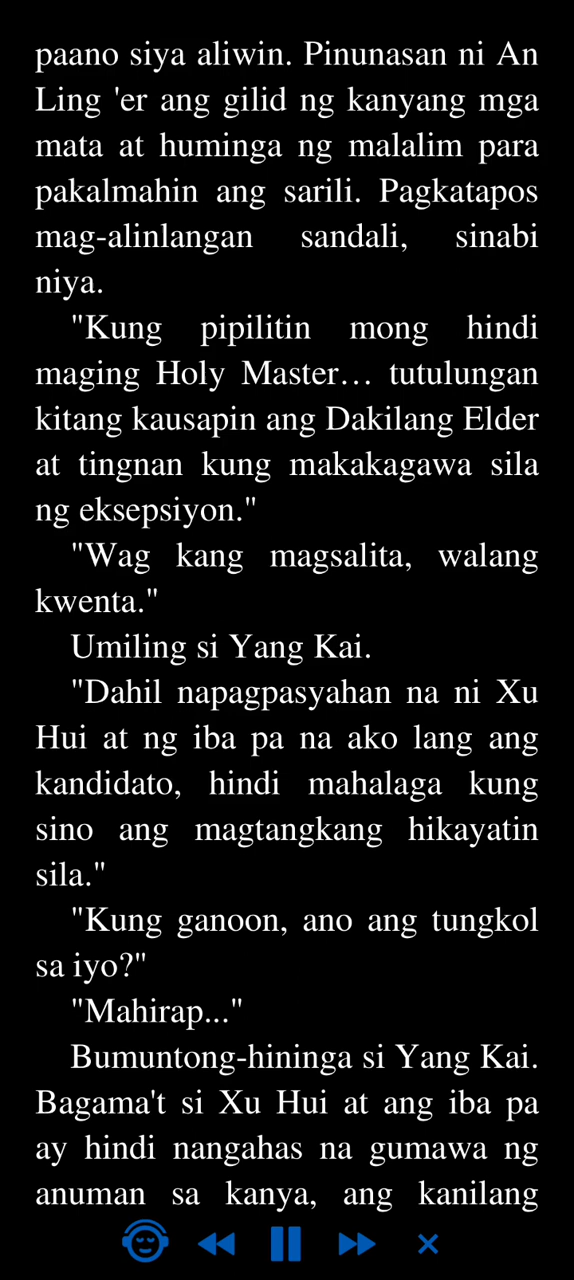 paano siya aliwin. Pinunasan ni An
Ling 'er ang gilid ng kanyang mga
mata at huminga ng malalim para
pakalmahin ang sarili. Pagkatapos
mag-alinlangan sandali, sinabi
niya.
"Kung pipilitin mong hindi
maging Holy Master… tutulungan
kitang kausapin ang Dakilang Elder
at tingnan kung makakagawa sila
ng eksepsiyon."
"Wag kang magsalita, walang
kwenta."
Umiling si Yang Kai.
"Dahil napagpasyahan na ni Xu
Hui at ng iba pa na ako lang ang
kandidato, hindi mahalaga kung
sino ang magtangkang hikayatin
sila."
"Kung ganoon, ano ang tungkol
sa iyo?"
"Mahirap..."
Bumuntong-hininga si Yang Kai.
Bagama't si Xu Hui at ang iba pa
ay hindi nangahas na gumawa ng
anuman sa kanya, ang kanilang